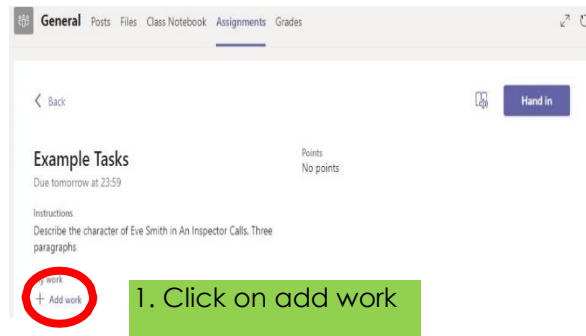 General Posts Files Class Notebook Assignments Grades
Back
Hand in
Example Tasks
Points
No points
Due tomorrow at 23:59
Instructions
Describe the character of Eve Smith in An Inspector Calls. Three
paragraphs
work
+ Add work
1. Click on add work